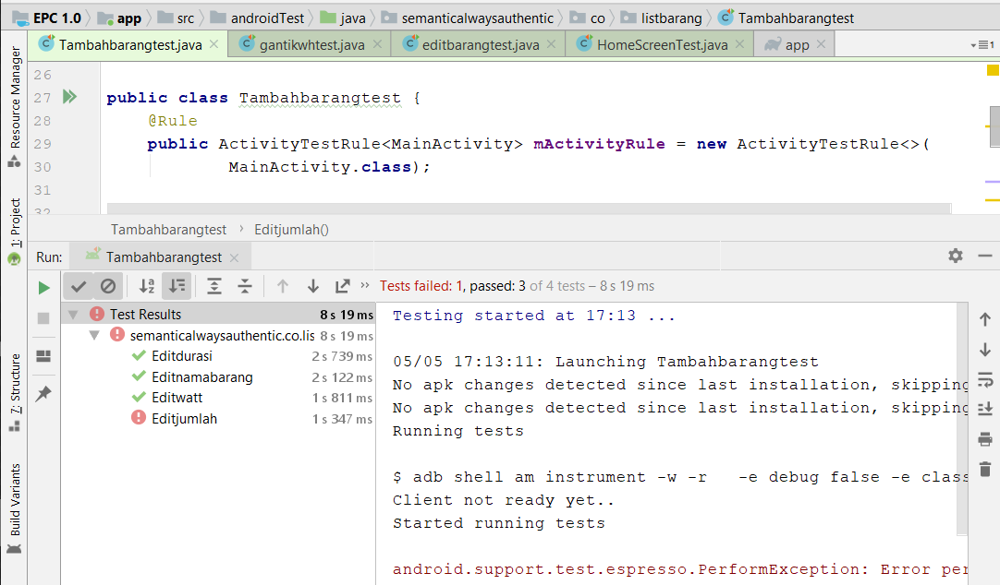 EPC 1.0 app src androidTest java semanticalwaysauthentic co listbarang Tambahbarangtest
Tambahbarangtest.java gantikwhtest.java editbarangtest.java HomeScreenTest.java app 1
Resource Manager
1: Project
7: Structure
Build Variants
26
27 public class Tambahbarangtest {
28 @Rule
29 public ActivityTestRule<MainActivity> mActivityRule = new ActivityTestRule<>(
30 MainActivity.class);
31
32
Tambahbarangtest › Editjumlah()
Run: Tambahbarangtest
Tests failed: 1, passed: 3 of 4 tests – 8 s 19 ms
Test Results 8 s 19 ms
semanticalwaysauthentic.co.lis 8 s 19 ms
Editdurasi 2 s 739 ms
Editnamabarang 2 s 122 ms
Editwatt 1 s 811 ms
Editjumlah 1 s 347 ms
Testing started at 17:13 ...
05/05 17:13:11: Launching Tambahbarangtest
No apk changes detected since last installation, skipping
No apk changes detected since last installation, skipping
Running tests
$ adb shell am instrument -w -r   -e debug false -e class
Client not ready yet..
Started running tests
android.support.test.espresso.PerformException: Error per